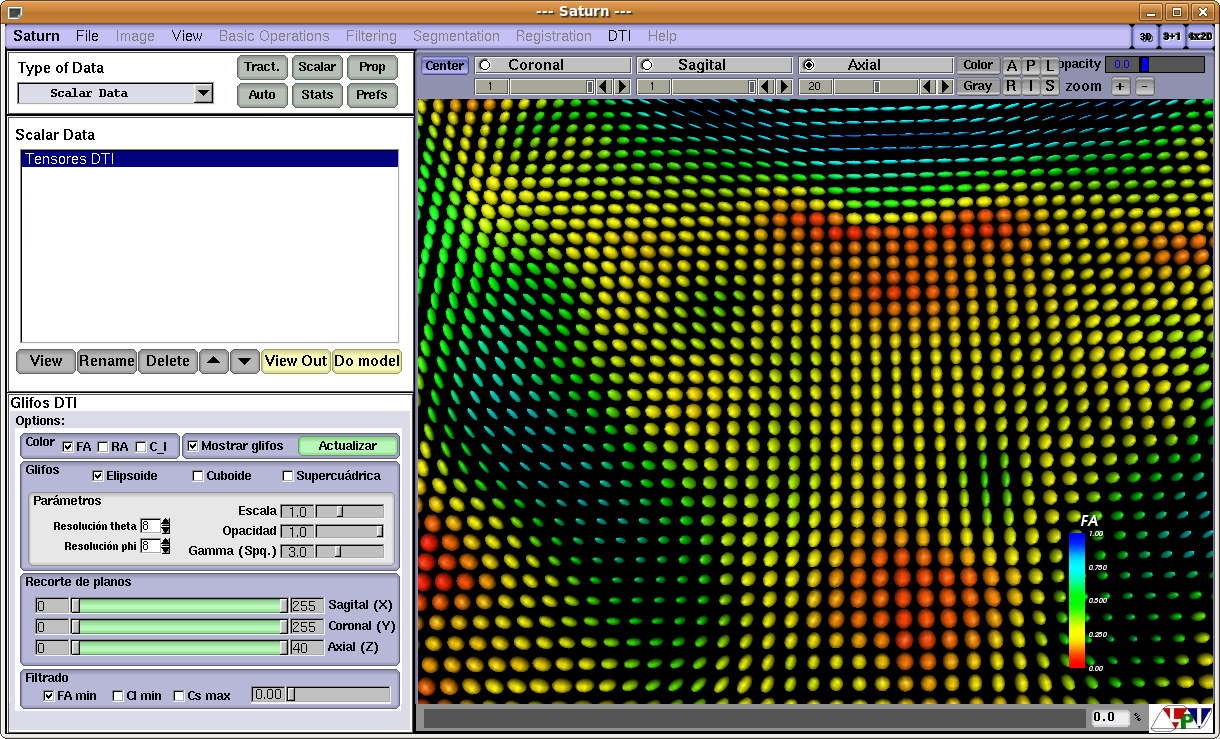 --- Saturn ---
Saturn File Image View Basic Operations Filtering Segmentation Registration DTI Help 3D 3+1 4x2D
Type of Data
Scalar Data
Tract. Scalar Prop
Auto Stats Prefs
Center Coronal Sagital Axial Color A P L opacity 0.0
1 1 20 Gray R I S zoom + -
Scalar Data
Tensores DTI
View Rename Delete View Out Do model
Glifos DTI
Options:
Color FA RA C_l Mostrar glifos Actualizar
Glifos
Elipsoide Cuboide Supercuádrica
Parámetros
Resolución theta 8
Resolución phi 8
Escala 1.0
Opacidad 1.0
Gamma (Spq.) 3.0
Recorte de planos
0 255 Sagital (X)
0 255 Coronal (Y)
0 40 Axial (Z)
Filtrado
FA min Cl min Cs max 0.00
FA
1.00
0.750
0.500
0.250
0.00
0.0 %
LPI